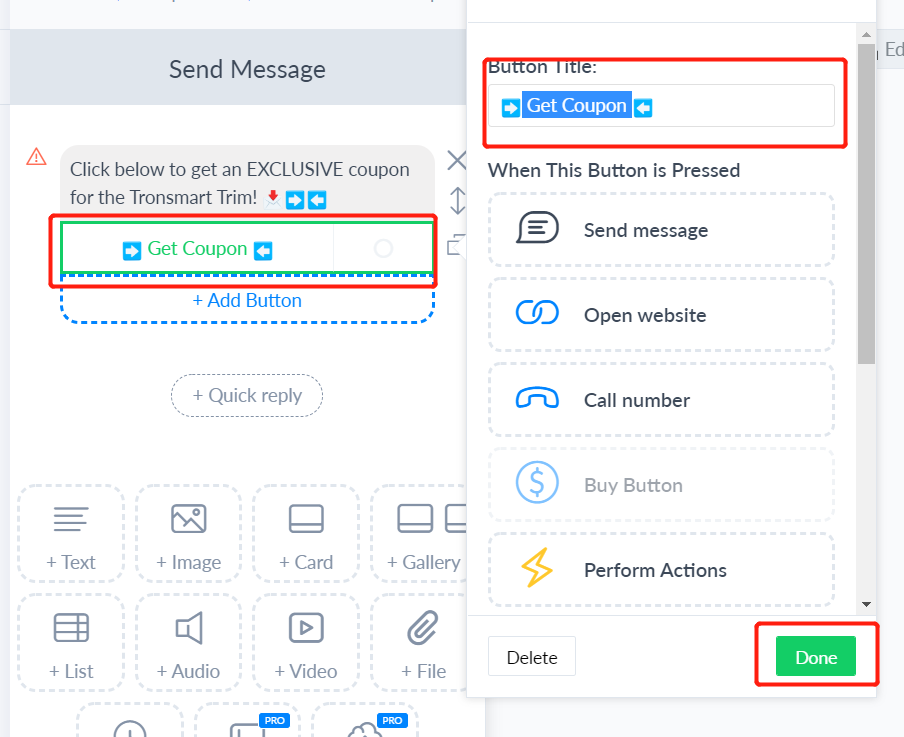 Send Message
Click below to get an EXCLUSIVE coupon
for the Tronsmart Trim! 📩➡️⬅️
➡️ Get Coupon ⬅️
+ Add Button
+ Quick reply
+ Text
+ Image
+ Card
+ Gallery
+ List
+ Audio
+ Video
+ File
PRO
PRO
Button Title:
➡️ Get Coupon ⬅️
When This Button is Pressed
Send message
Open website
Call number
Buy Button
Perform Actions
Delete
Done
Ed